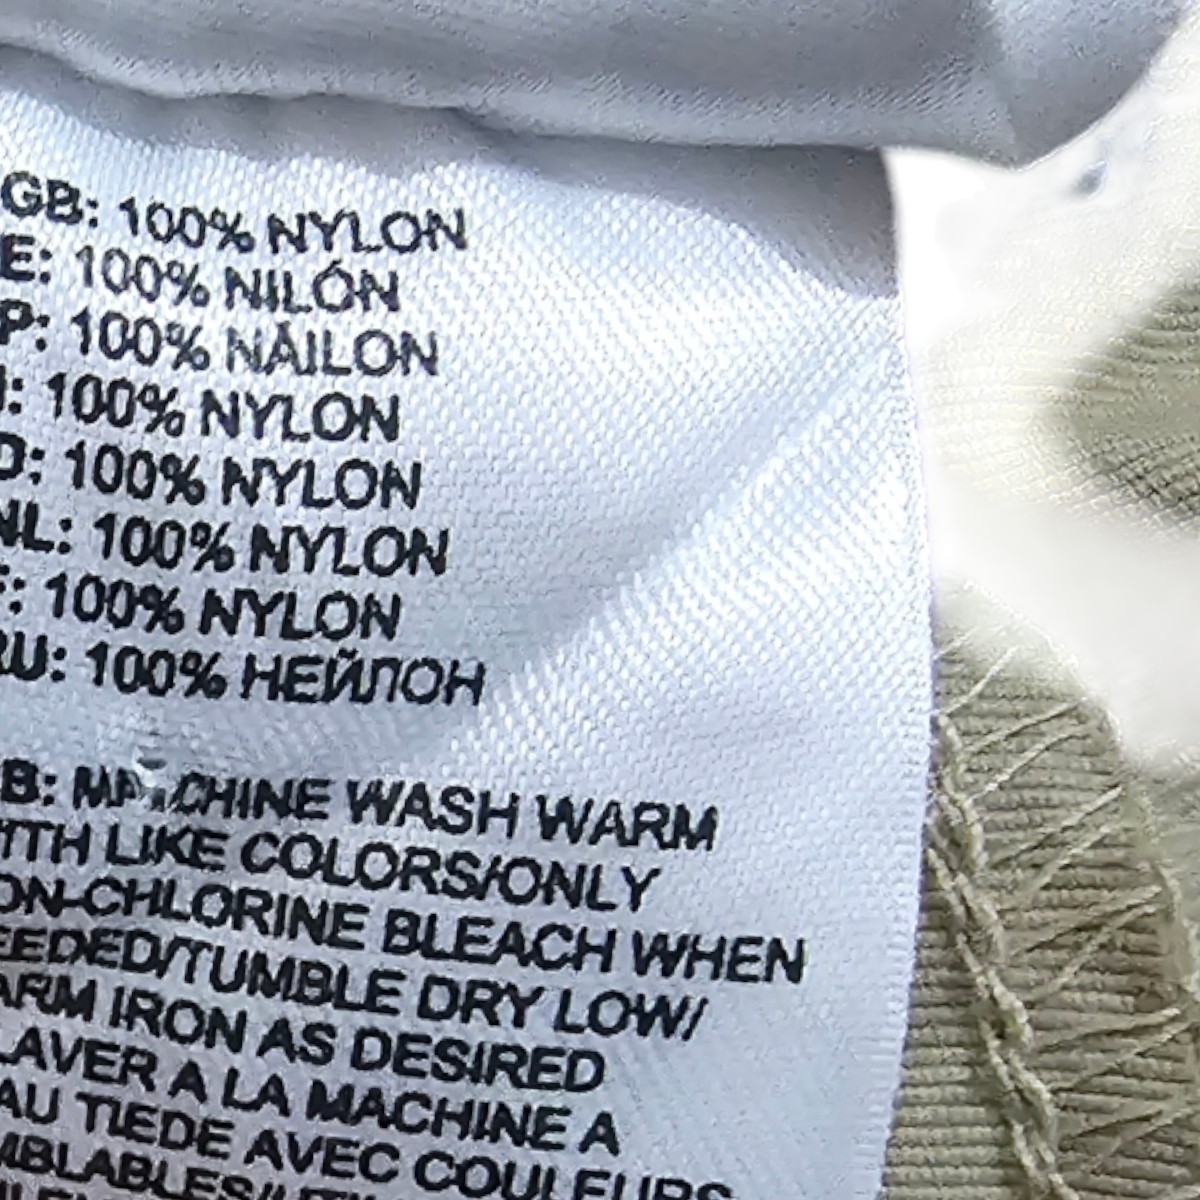 GB: 100% NYLON
E: 100% NILÓN
P: 100% NÁILON
I: 100% NYLON
D: 100% NYLON
NL: 100% NYLON
F: 100% NYLON
RU: 100% НЕЙЛОН
B: MACHINE WASH WARM
ITH LIKE COLORS/ONLY
ON-CHLORINE BLEACH WHEN
EEDED/TUMBLE DRY LOW/
ARM IRON AS DESIRED
LAVER A LA MACHINE A
AU TIEDE AVEC COULEURS